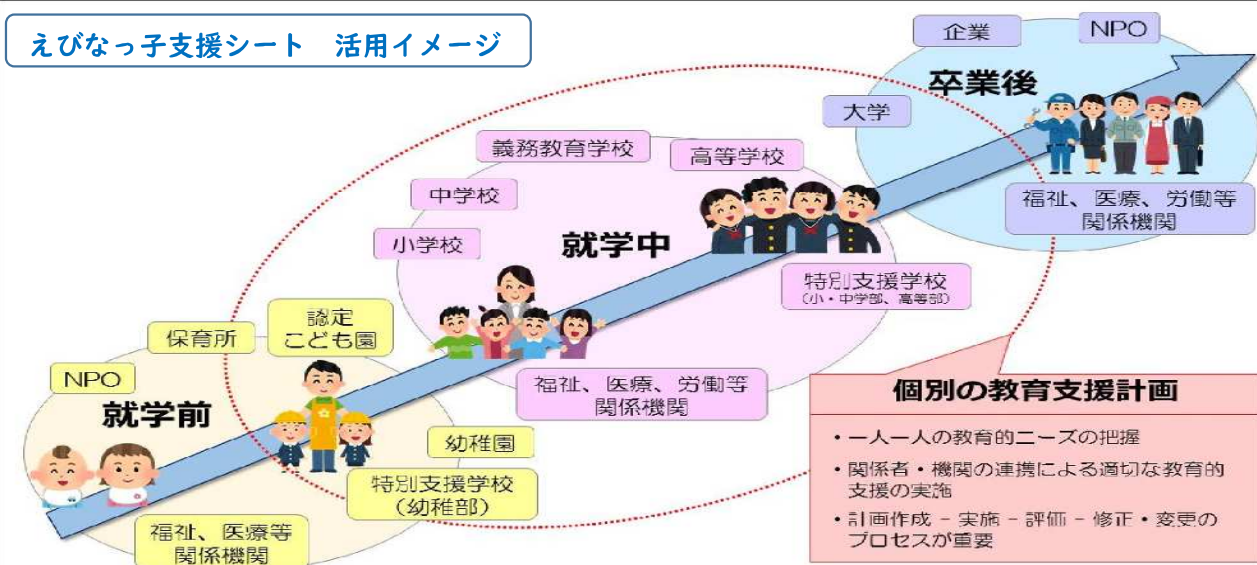 えびなっ子支援シート　活用イメージ
企業
NPO
卒業後
大学
福祉、医療、労働等
関係機関
義務教育学校
高等学校
中学校
小学校
就学中
特別支援学校
(小・中学部、高等部)
福祉、医療、労働等
関係機関
認定
こども園
保育所
NPO
就学前
幼稚園
特別支援学校
(幼稚部)
福祉、医療等
関係機関
個別の教育支援計画
・一人一人の教育的ニーズの把握
・関係者・機関の連携による適切な教育的
支援の実施
・計画作成－実施－評価－修正・変更の
プロセスが重要